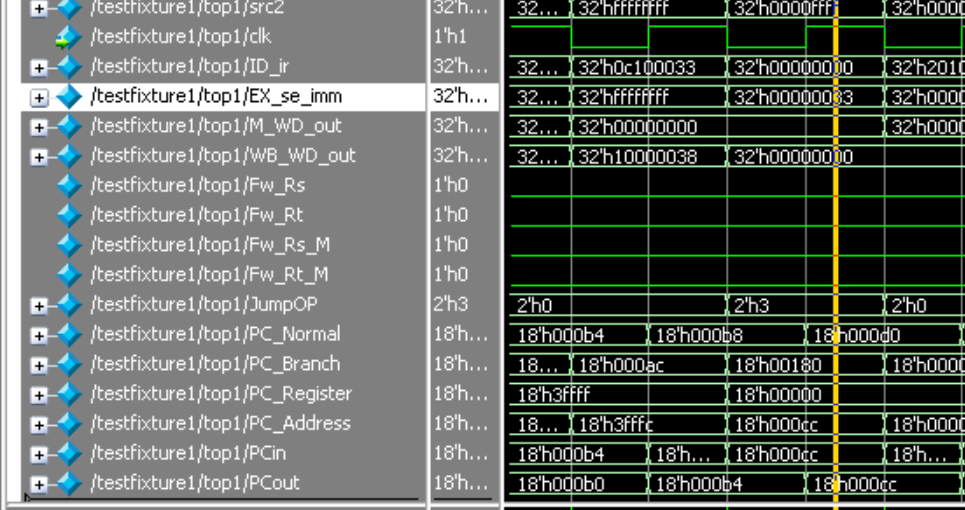 /testfixture1/top1/src2 32'h... 32... 32'hffffffff 32'h0000fff 32'h0000
/testfixture1/top1/clk 1'h1
/testfixture1/top1/ID_ir 32'h... 32... 32'h0c100033 32'h00000000 32'h2010
/testfixture1/top1/EX_se_imm 32'h... 32... 32'hffffffff 32'h00000033 32'h0000
/testfixture1/top1/M_WD_out 32'h... 32... 32'h00000000 32'h0000
/testfixture1/top1/WB_WD_out 32'h... 32... 32'h10000038 32'h00000000
/testfixture1/top1/Fw_Rs 1'h0
/testfixture1/top1/Fw_Rt 1'h0
/testfixture1/top1/Fw_Rs_M 1'h0
/testfixture1/top1/Fw_Rt_M 1'h0
/testfixture1/top1/JumpOP 2'h3 2'h0 2'h3 2'h0
/testfixture1/top1/PC_Normal 18'h... 18'h000b4 18'h000b8 18'h000d0
/testfixture1/top1/PC_Branch 18'h... 18... 18'h000ac 18'h00180 18'h0000
/testfixture1/top1/PC_Register 18'h... 18'h3ffff 18'h00000
/testfixture1/top1/PC_Address 18'h... 18... 18'h3fffc 18'h000cc 18'h0000
/testfixture1/top1/PCin 18'h... 18'h000b4 18'h... 18'h000cc 18'h...
/testfixture1/top1/PCout 18'h... 18'h000b0 18'h000b4 18'h000cc